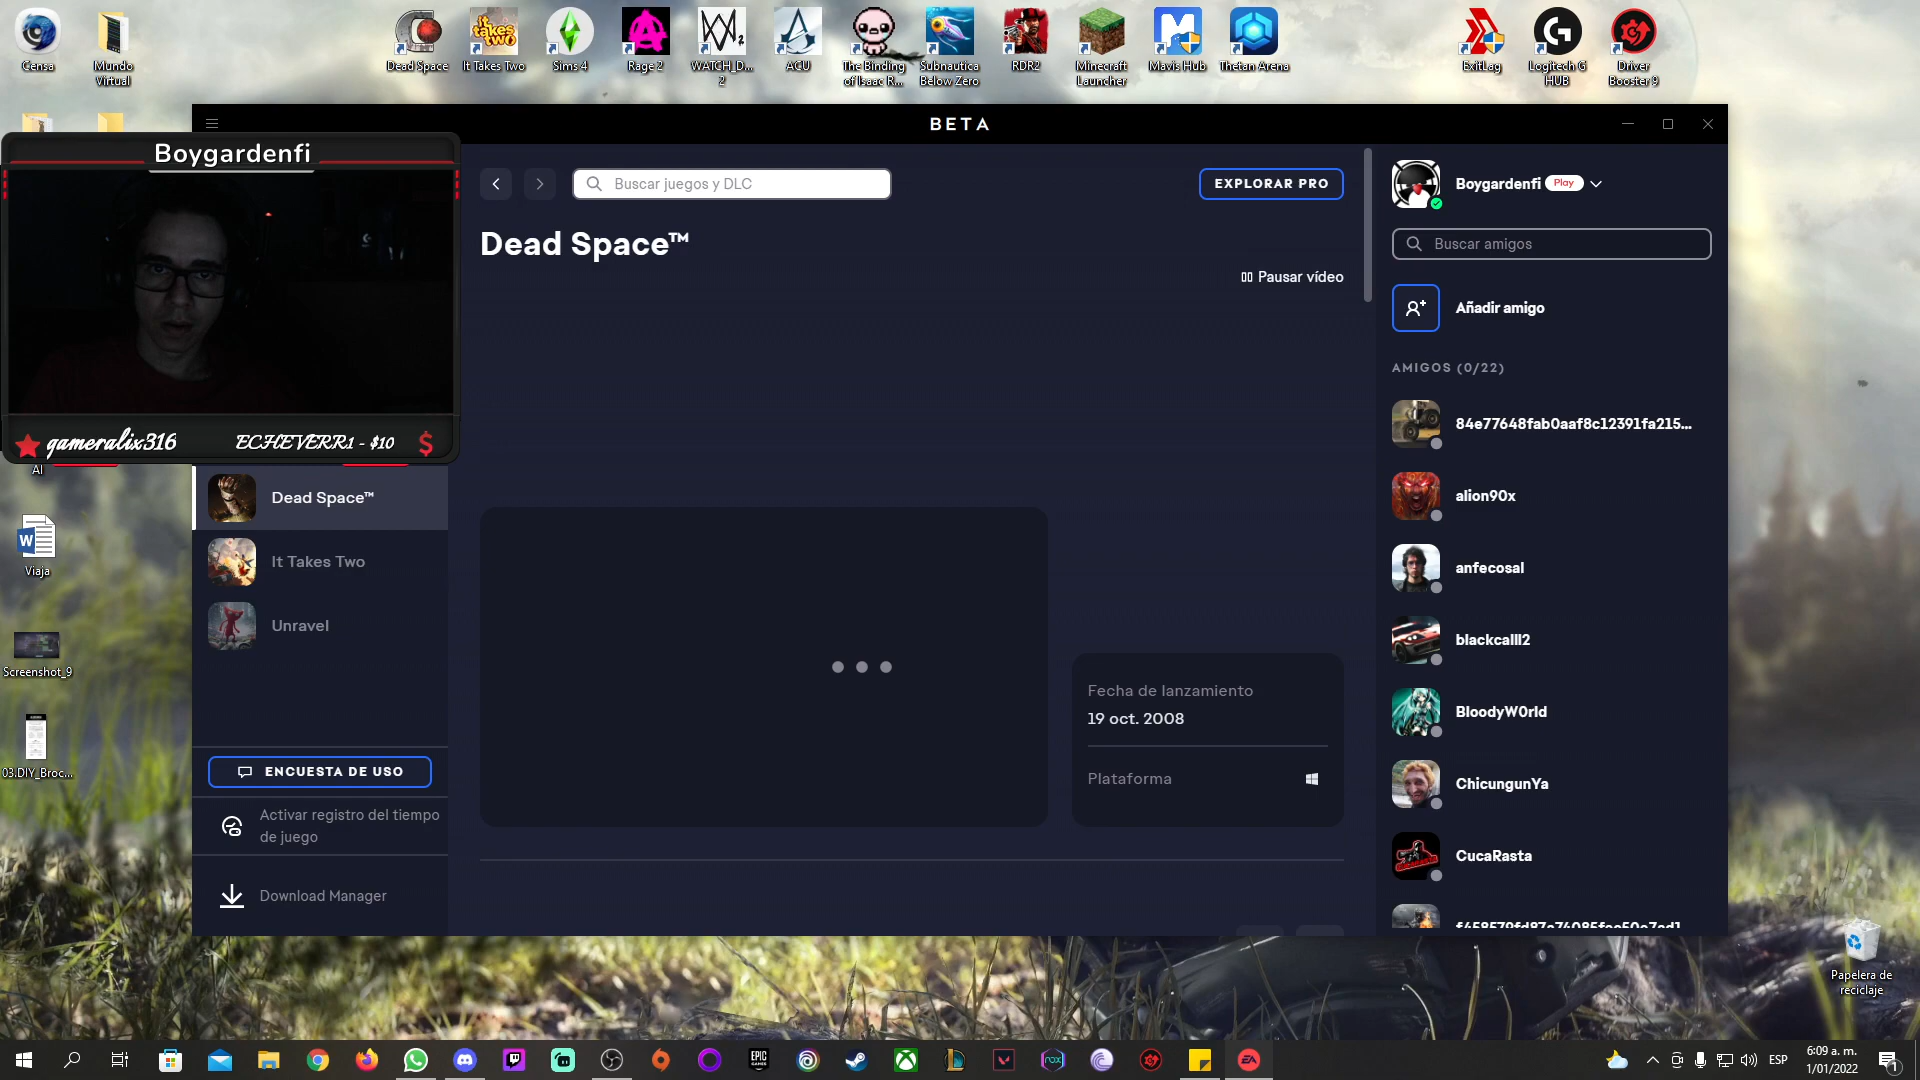 Censa
Mundo
Virtual
Dead Space
It Takes Two
Sims 4
Rage 2
WATCH_D...
2
ACU
The Binding
of Isaac R...
Subnautica
Below Zero
RDR2
Minecraft
Launcher
Mavis Hub
Thetan Arena
ExitLag
Logitech G
HUB
Driver
Booster 9
BETA
Boygardenfi
gameralix316
ECHEVERR1 - $10
$
AI
Viaja
Screenshot_9
03.DIY_Broc...
Dead Space™
It Takes Two
Unravel
ENCUESTA DE USO
Activar registro del tiempo
de juego
Download Manager
Buscar juegos y DLC
EXPLORAR PRO
Dead Space™
Pausar vídeo
Fecha de lanzamiento
19 oct. 2008
Plataforma
Boygardenfi
Play
Buscar amigos
Añadir amigo
AMIGOS (0/22)
84e77648fab0aaf8c12391fa215...
alion90x
anfecosal
blackcalll2
BloodyW0rld
ChicungunYa
CucaRasta
Papelera de
reciclaje
EPIC
GAMES
EA
ESP
6:09 a. m.
1/01/2022
1